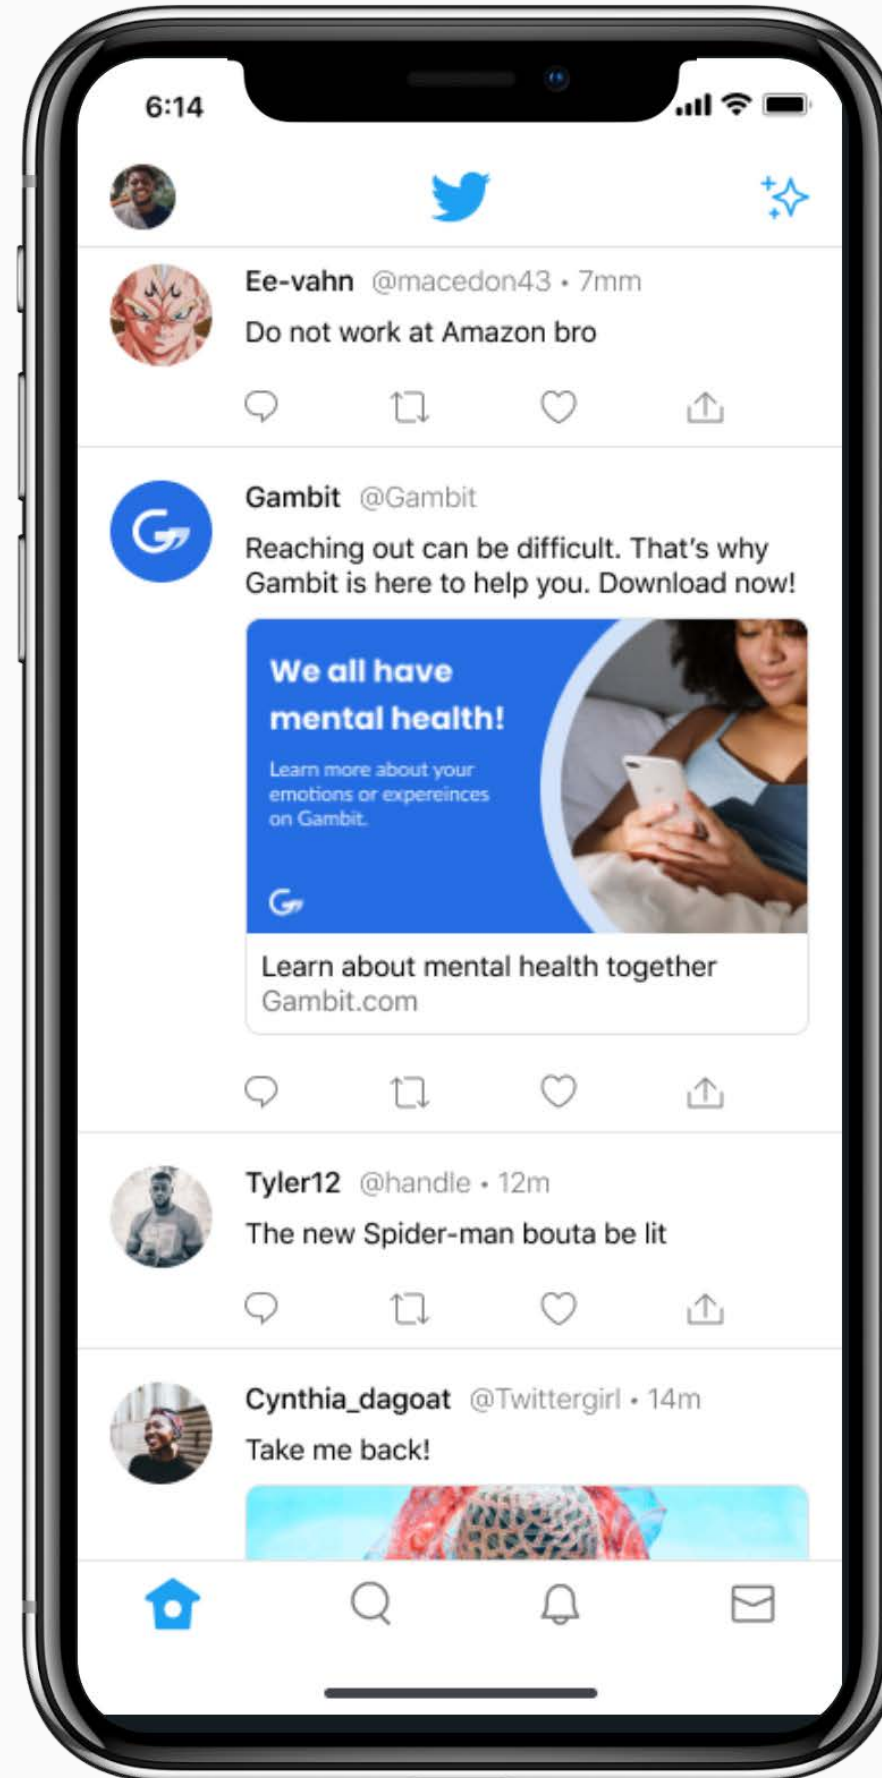 6:14
Ee-vahn @macedon43 • 7mm
Do not work at Amazon bro
Gambit @Gambit
Reaching out can be difficult. That's why
Gambit is here to help you. Download now!
We all have
mental health!
Learn more about your
emotions or expereinces
on Gambit.
Learn about mental health together
Gambit.com
Tyler12 @handle • 12m
The new Spider-man bouta be lit
Cynthia_dagoat @Twittergirl • 14m
Take me back!